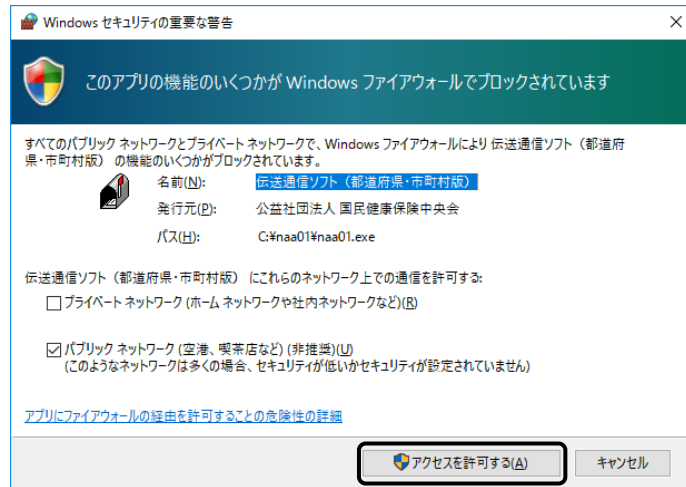 Windows セキュリティの重要な警告
このアプリの機能のいくつかが Windows ファイアウォールでブロックされています
すべてのパブリック ネットワークとプライベート ネットワークで、Windows ファイアウォールにより 伝送通信ソフト（都道府
県・市町村版） の機能のいくつかがブロックされています。
名前(N): 伝送通信ソフト（都道府県・市町村版）
発行元(P): 公益社団法人 国民健康保険中央会
パス(H): C:¥naa01¥naa01.exe
伝送通信ソフト（都道府県・市町村版） にこれらのネットワーク上での通信を許可する:
プライベート ネットワーク (ホーム ネットワークや社内ネットワークなど)(R)
パブリック ネットワーク (空港、喫茶店など) (非推奨)(U)
(このようなネットワークは多くの場合、セキュリティが低いかセキュリティが設定されていません)
アプリにファイアウォールの経由を許可することの危険性の詳細
アクセスを許可する(A) キャンセル